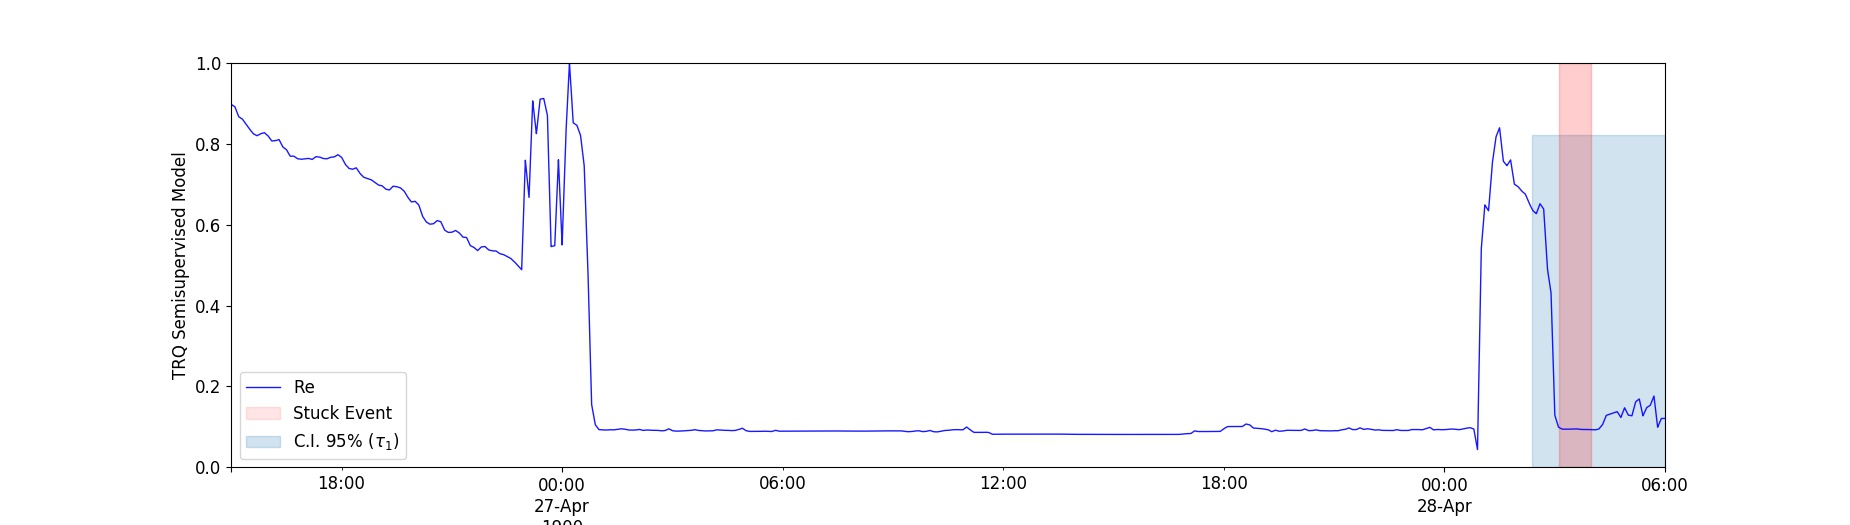 1.0
0.8
0.6
0.4
0.2
0.0
TRQ Semisupervised Model
Re
Stuck Event
C.I. 95% (τ₁)
18:00 00:00 06:00 12:00 18:00 00:00 06:00
27-Apr 28-Apr
1900